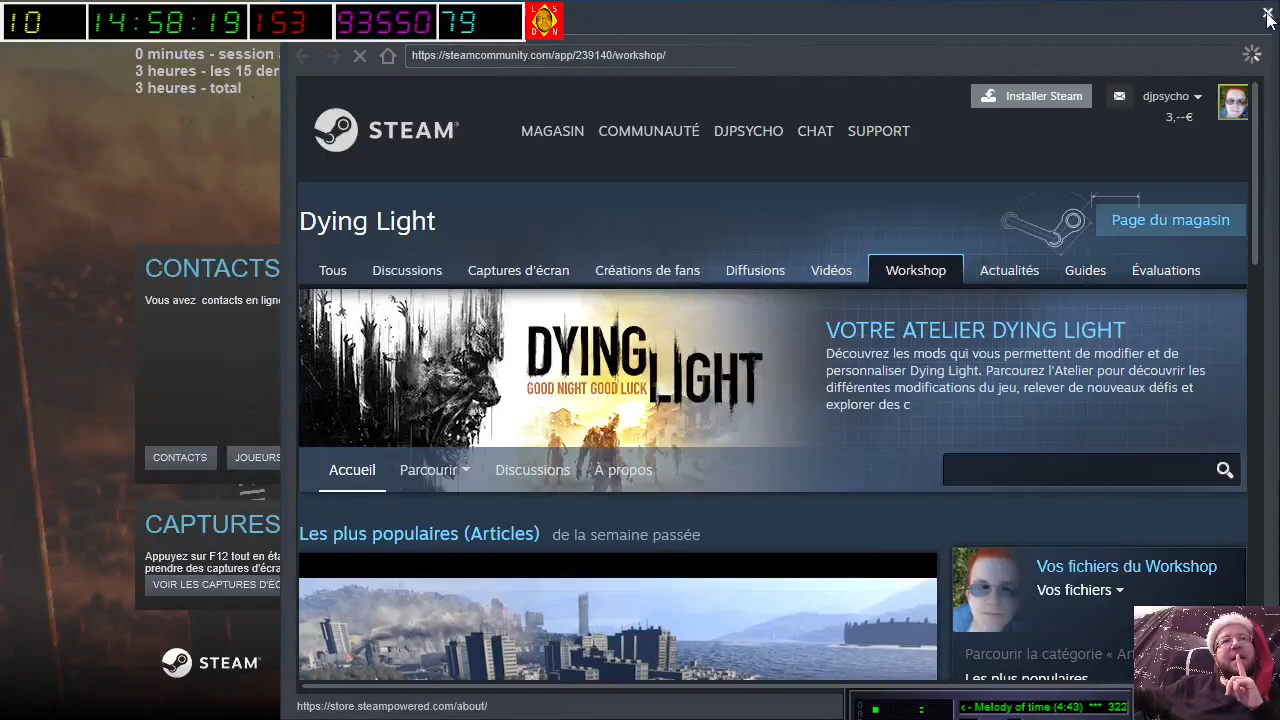 10 14:58:19 153 93550 79
L S
D N
0 minutes - session a
3 heures - les 15 der
3 heures - total
https://steamcommunity.com/app/239140/workshop/
Installer Steam
djpsycho
3,--€
STEAM
MAGASIN COMMUNAUTÉ DJPSYCHO CHAT SUPPORT
Dying Light
Page du magasin
Tous Discussions Captures d'écran Créations de fans Diffusions Vidéos Workshop Actualités Guides Évaluations
DYING LIGHT
GOOD NIGHT GOOD LUCK
VOTRE ATELIER DYING LIGHT
Découvrez les mods qui vous permettent de modifier et de
personnaliser Dying Light. Parcourez l'Atelier pour découvrir les
différentes modifications du jeu, relever de nouveaux défis et
explorer des c
Accueil Parcourir Discussions À propos
Les plus populaires (Articles) de la semaine passée
Vos fichiers du Workshop
Vos fichiers
Parcourir la catégorie « Art
Les plus populaires
CONTACTS
Vous avez contacts en ligne
CONTACTS JOUEURS
CAPTURES
Appuyez sur F12 tout en éta
prendre des captures d'écra
VOIR LES CAPTURES D'ÉC
STEAM
https://store.steampowered.com/about/
<- Melody of time (4:43) *** 322